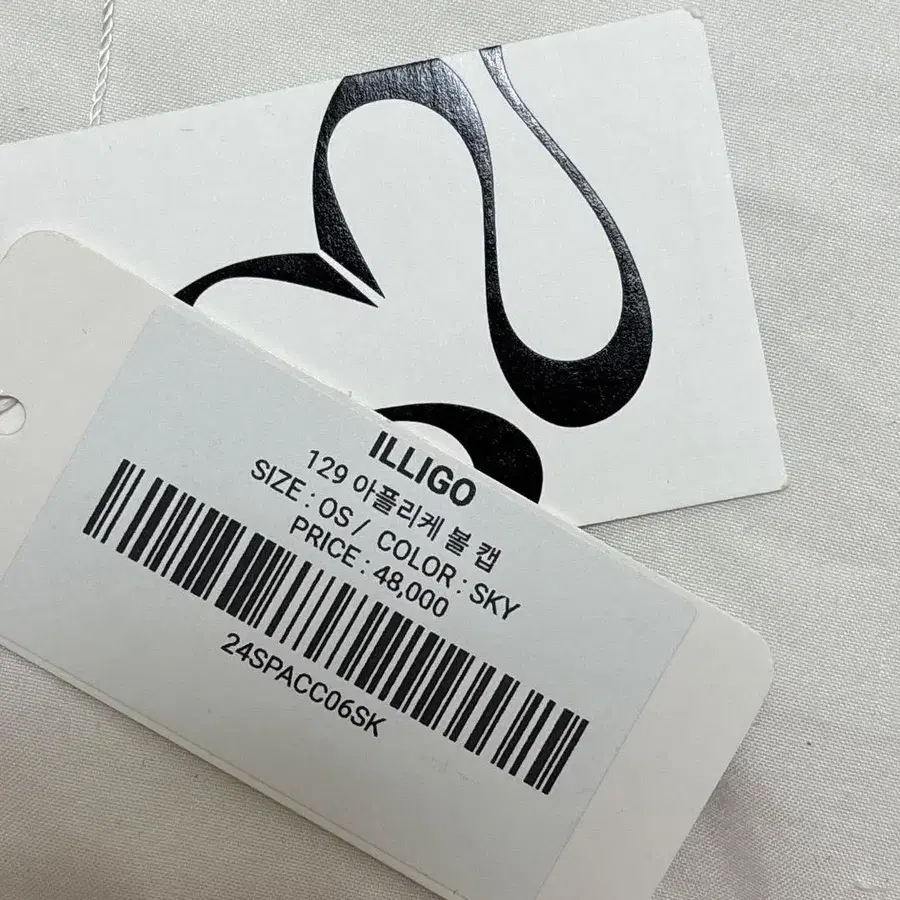 ILLIGO
129 아플리케 볼 캡
SIZE : OS / COLOR : SKY
PRICE : 48,000
24SPACC06SK